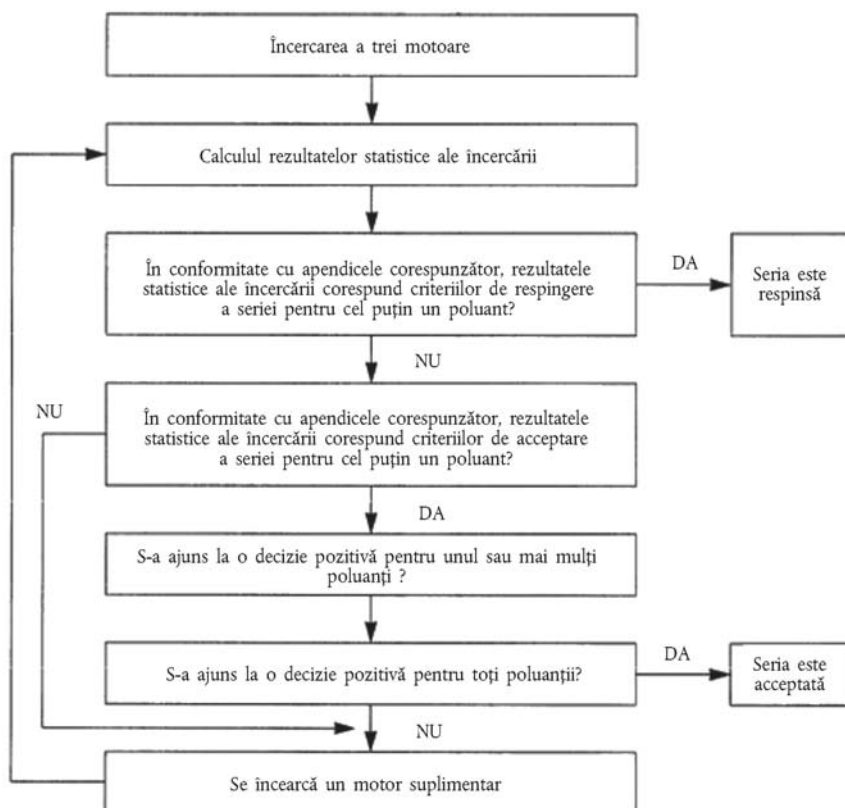 Încercarea a trei motoare
Calculul rezultatelor statistice ale încercării
În conformitate cu apendicele corespunzător, rezultatele
statistice ale încercării corespund criteriilor de respingere
a seriei pentru cel puțin un poluant?
DA
Seria este
respinsă
NU
NU
În conformitate cu apendicele corespunzător, rezultatele
statistice ale încercării corespund criteriilor de acceptare
a seriei pentru cel puțin un poluant?
DA
S-a ajuns la o decizie pozitivă pentru unul sau mai mulți
poluanți ?
S-a ajuns la o decizie pozitivă pentru toți poluanții?
DA
Seria este
acceptată
NU
Se încearcă un motor suplimentar